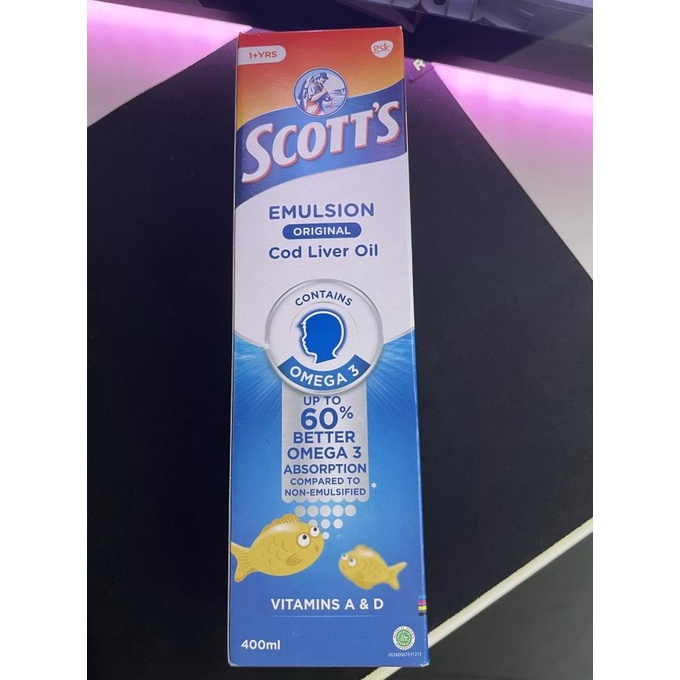 1+YRS
gsk
SCOTT'S
EMULSION
ORIGINAL
Cod Liver Oil
CONTAINS
OMEGA 3
UP TO
60%
BETTER
OMEGA 3
ABSORPTION
COMPARED TO
NON-EMULSIFIED*
VITAMINS A & D
400ml